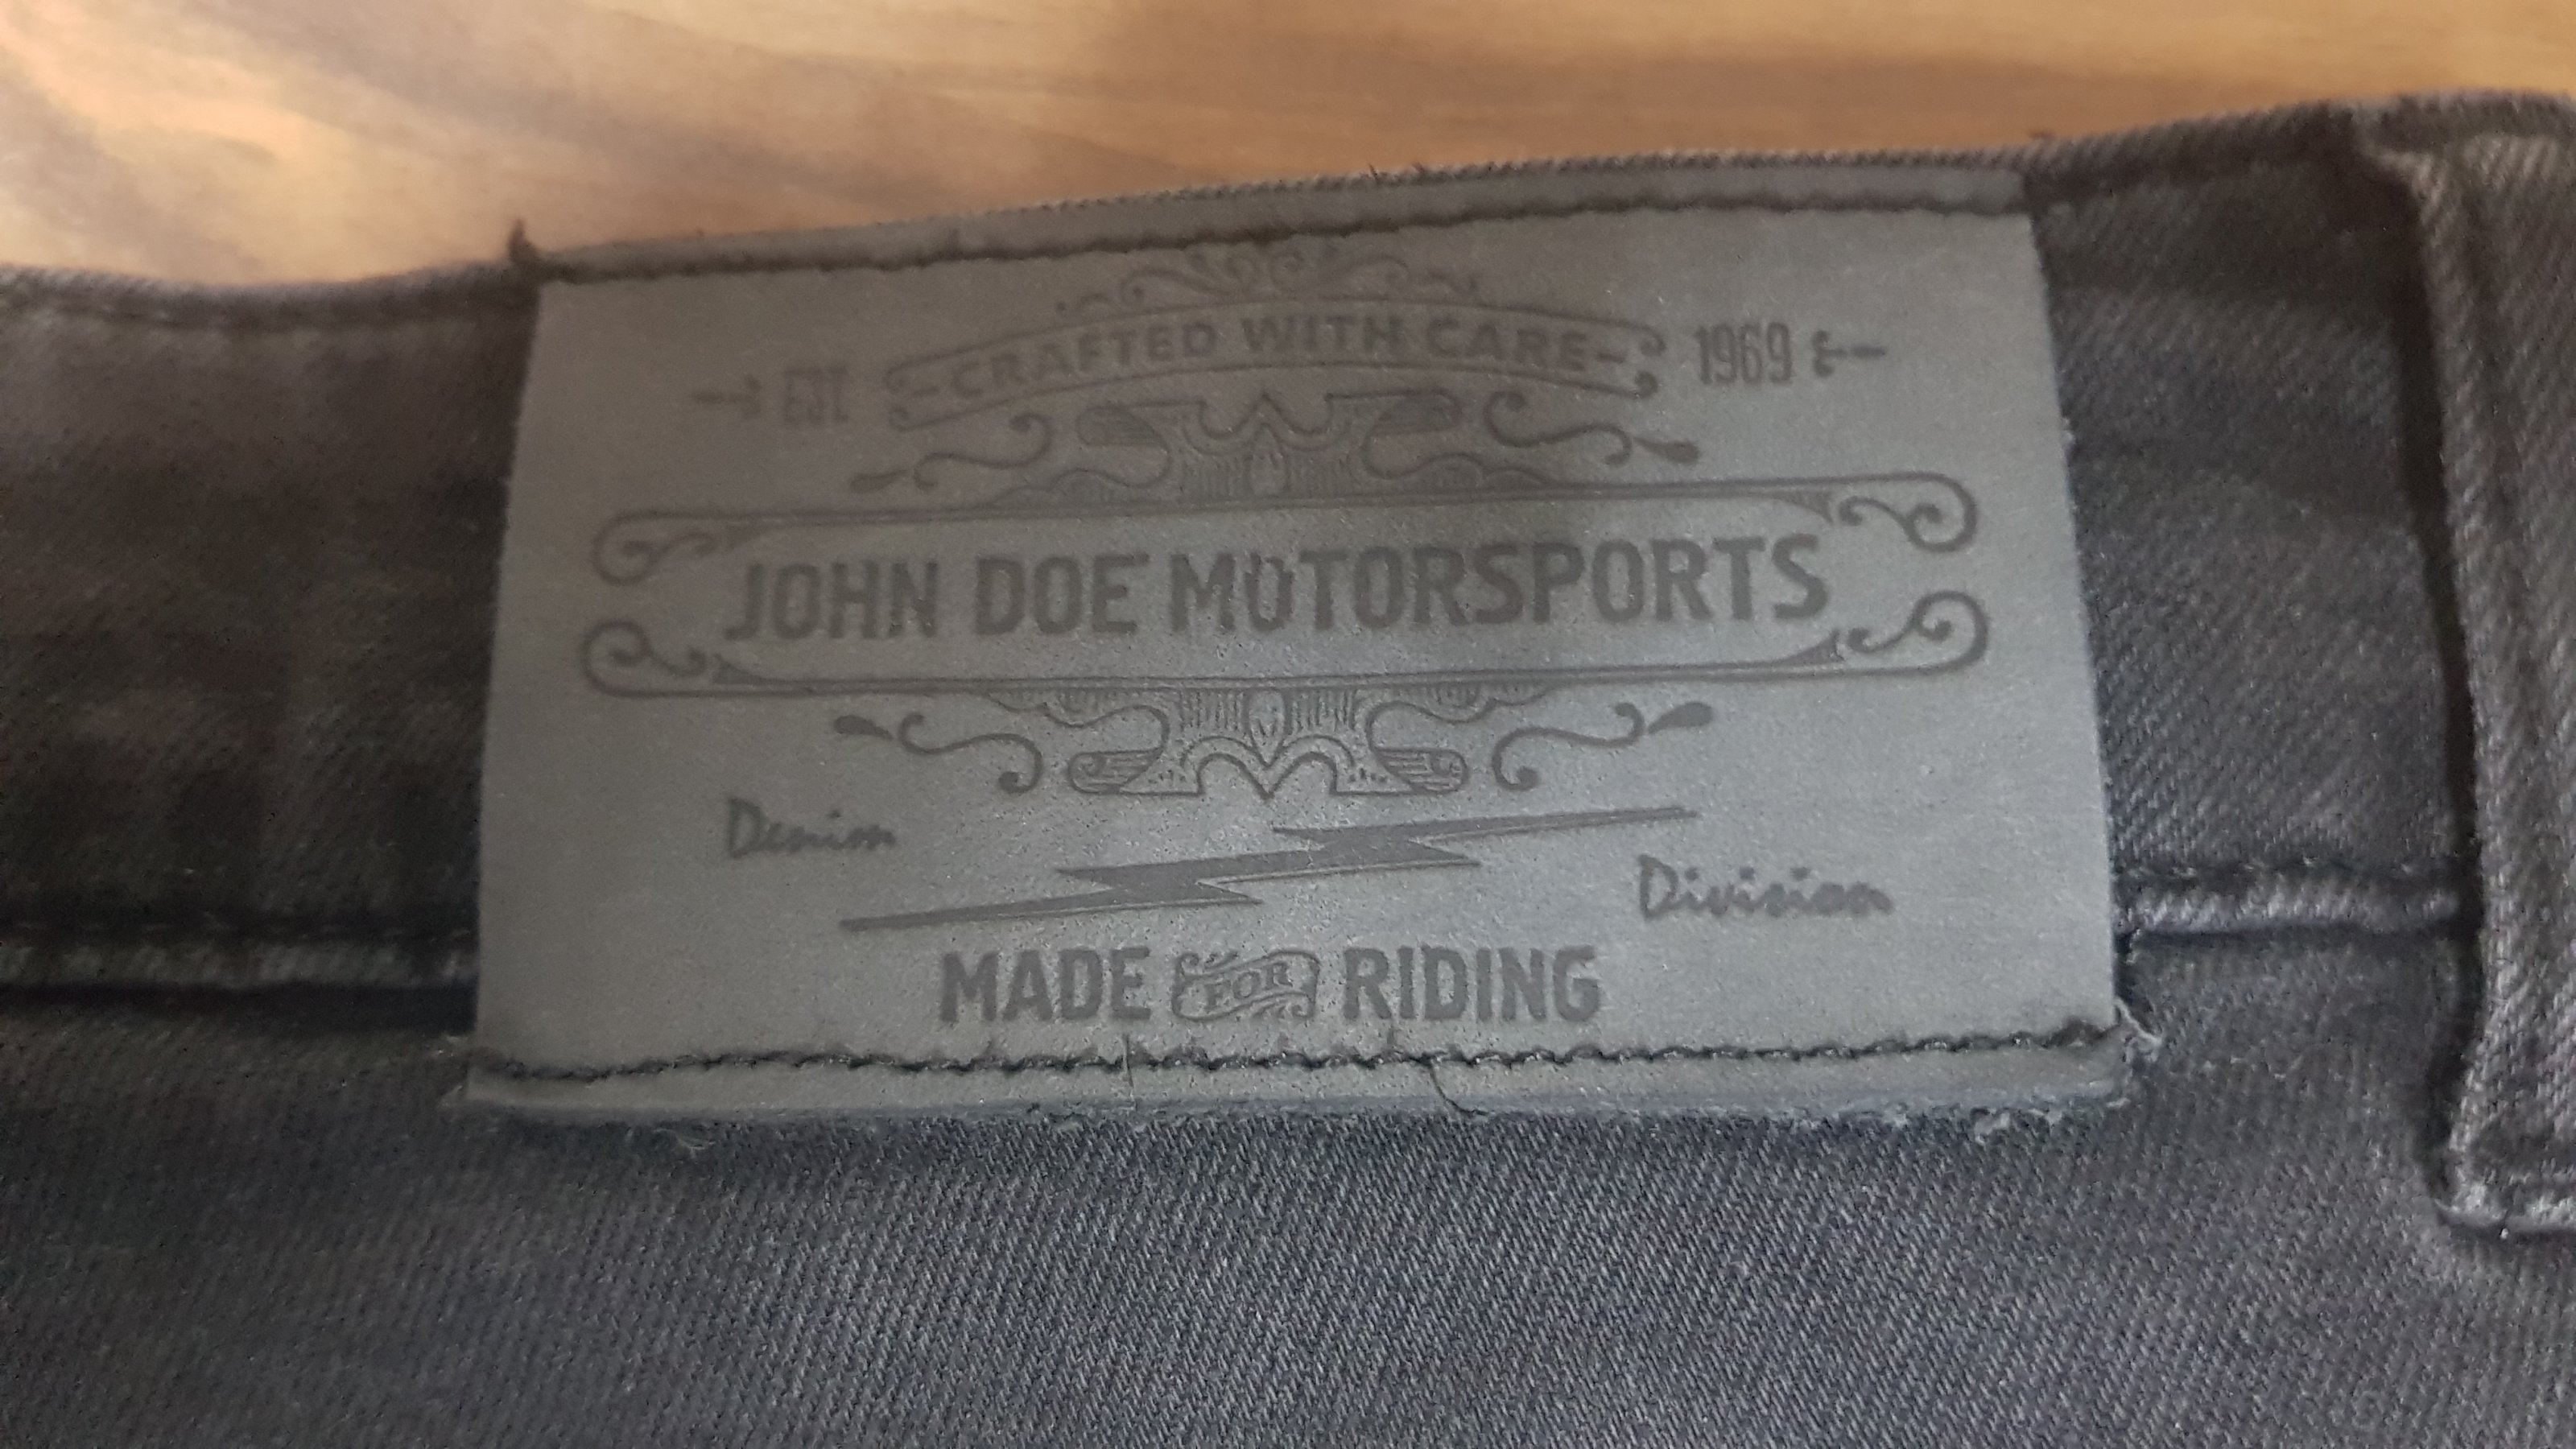 CRAFTED WITH CARE
EST. 1969
JOHN DOE MOTORSPORTS
Denim
Division
MADE FOR RIDING